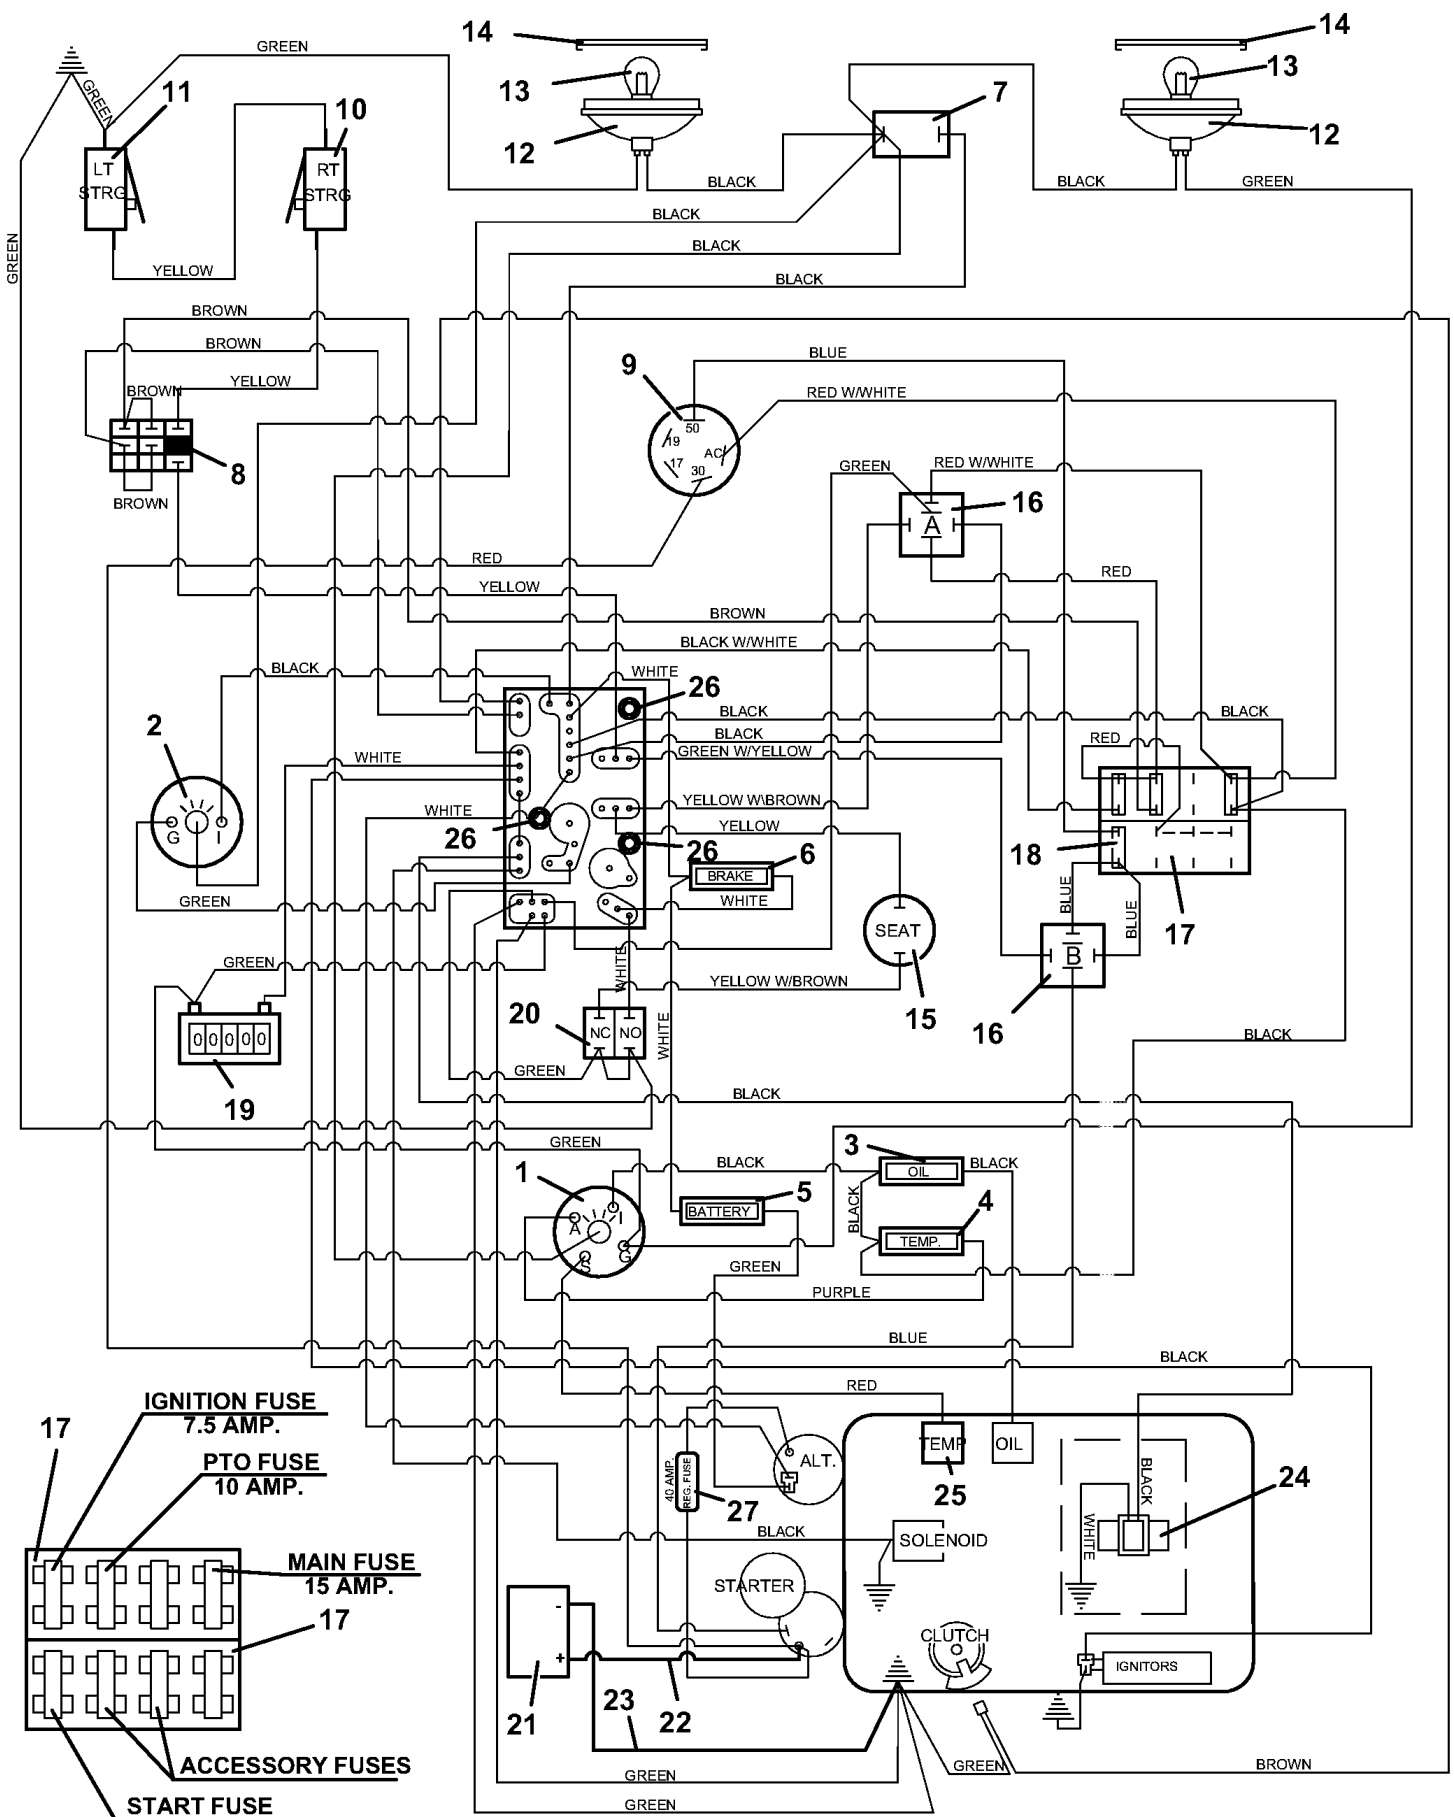 14
14
GREEN
13
13
GREEN
11
10
7
12
12
LT
STRG
RT
STRG
BLACK
BLACK
GREEN
BLACK
GREEN
BLACK
YELLOW
BLACK
BROWN
BROWN
BLUE
9
YELLOW
BROWN
RED W/WHITE
50
19
AC
17
30
8
GREEN
RED W/WHITE
BROWN
16
A
RED
RED
YELLOW
BROWN
BLACK W/WHITE
BLACK
WHITE
26
2
BLACK
BLACK
BLACK
RED
GREEN W/YELLOW
WHITE
YELLOW W\BROWN
WHITE
YELLOW
G
I
26
26
6
18
BRAKE
BLUE
BLUE
17
WHITE
GREEN
SEAT
B
WHITE
GREEN
YELLOW W/BROWN
15
16
20
NC
NO
WHITE
BLACK
00000
GREEN
19
BLACK
GREEN
3
BLACK
OIL
BLACK
1
5
4
I
A
BATTERY
BLACK
TEMP.
G
S
GREEN
PURPLE
BLUE
BLACK
RED
IGNITION FUSE
7.5 AMP.
17
PTO FUSE
10 AMP.
TEMP
OIL
ALT.
40 AMP.
REG. FUSE
27
25
BLACK
24
BLACK
SOLENOID
WHITE
17
MAIN FUSE
15 AMP.
STARTER
-
17
CLUTCH
+
IGNITORS
21
22
23
ACCESSORY FUSES
GREEN
BROWN
GREEN
START FUSE
GREEN